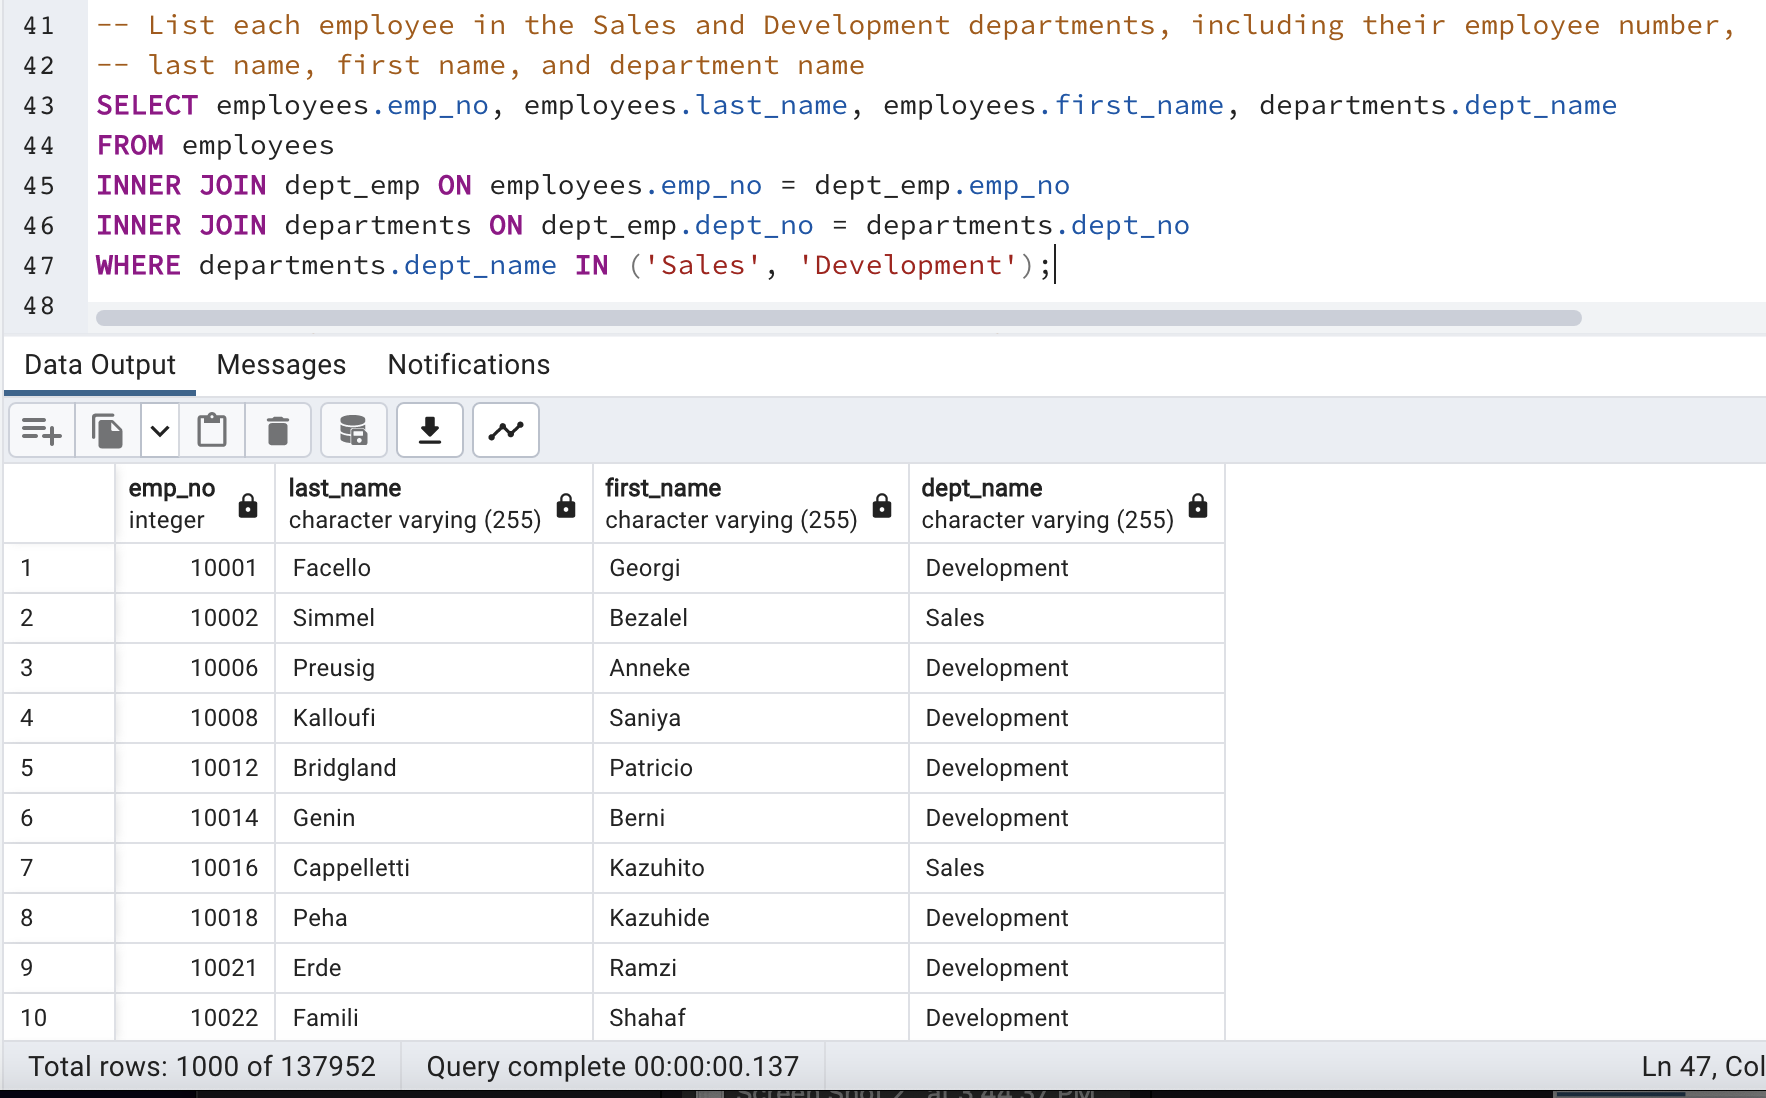 41 -- List each employee in the Sales and Development departments, including their employee number,
42 -- last name, first name, and department name
43 SELECT employees.emp_no, employees.last_name, employees.first_name, departments.dept_name
44 FROM employees
45 INNER JOIN dept_emp ON employees.emp_no = dept_emp.emp_no
46 INNER JOIN departments ON dept_emp.dept_no = departments.dept_no
47 WHERE departments.dept_name IN ('Sales', 'Development');
48
Data Output Messages Notifications
emp_no last_name first_name dept_name
integer character varying (255) character varying (255) character varying (255)
1 10001 Facello Georgi Development
2 10002 Simmel Bezalel Sales
3 10006 Preusig Anneke Development
4 10008 Kalloufi Saniya Development
5 10012 Bridgland Patricio Development
6 10014 Genin Berni Development
7 10016 Cappelletti Kazuhito Sales
8 10018 Peha Kazuhide Development
9 10021 Erde Ramzi Development
10 10022 Famili Shahaf Development
Total rows: 1000 of 137952 Query complete 00:00:00.137 Ln 47, Col